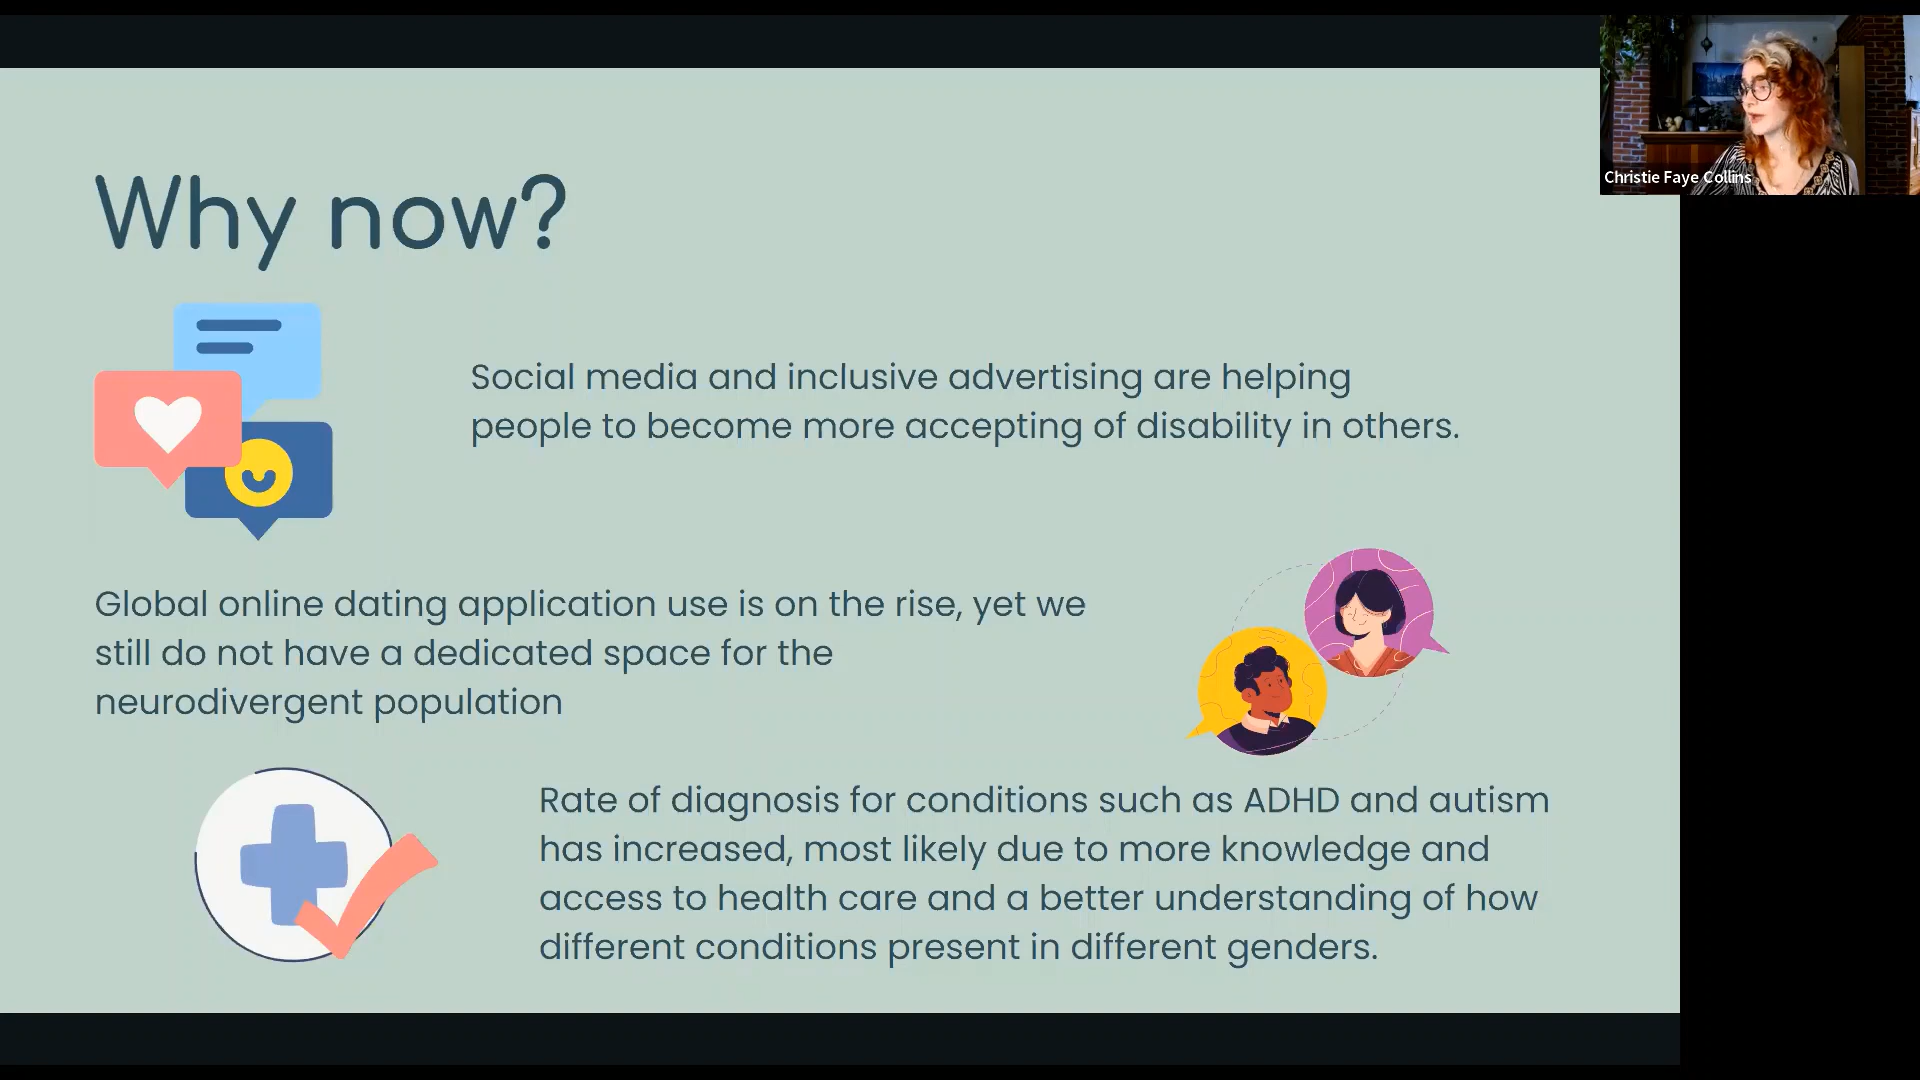 Christie Faye Collins
Why now?
Social media and inclusive advertising are helping
people to become more accepting of disability in others.
Global online dating application use is on the rise, yet we
still do not have a dedicated space for the
neurodivergent population
Rate of diagnosis for conditions such as ADHD and autism
has increased, most likely due to more knowledge and
access to health care and a better understanding of how
different conditions present in different genders.